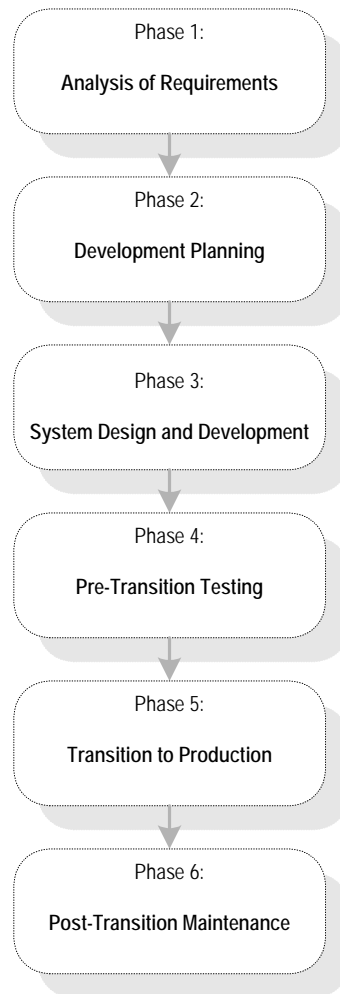 Phase 1:
Analysis of Requirements
Phase 2:
Development Planning
Phase 3:
System Design and Development
Phase 4:
Pre-Transition Testing
Phase 5:
Transition to Production
Phase 6:
Post-Transition Maintenance